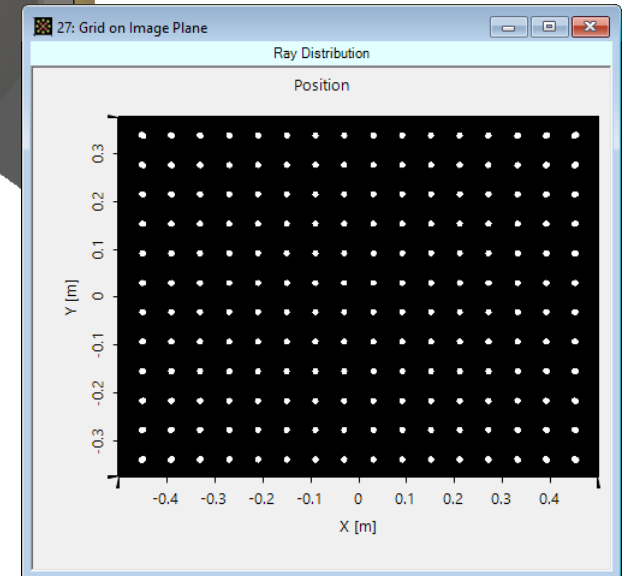 27: Grid on Image Plane
Ray Distribution
Position
Y [m]
0.3
0.2
0.1
0
-0.1
-0.2
-0.3
-0.4 -0.3 -0.2 -0.1 0 0.1 0.2 0.3 0.4
X [m]